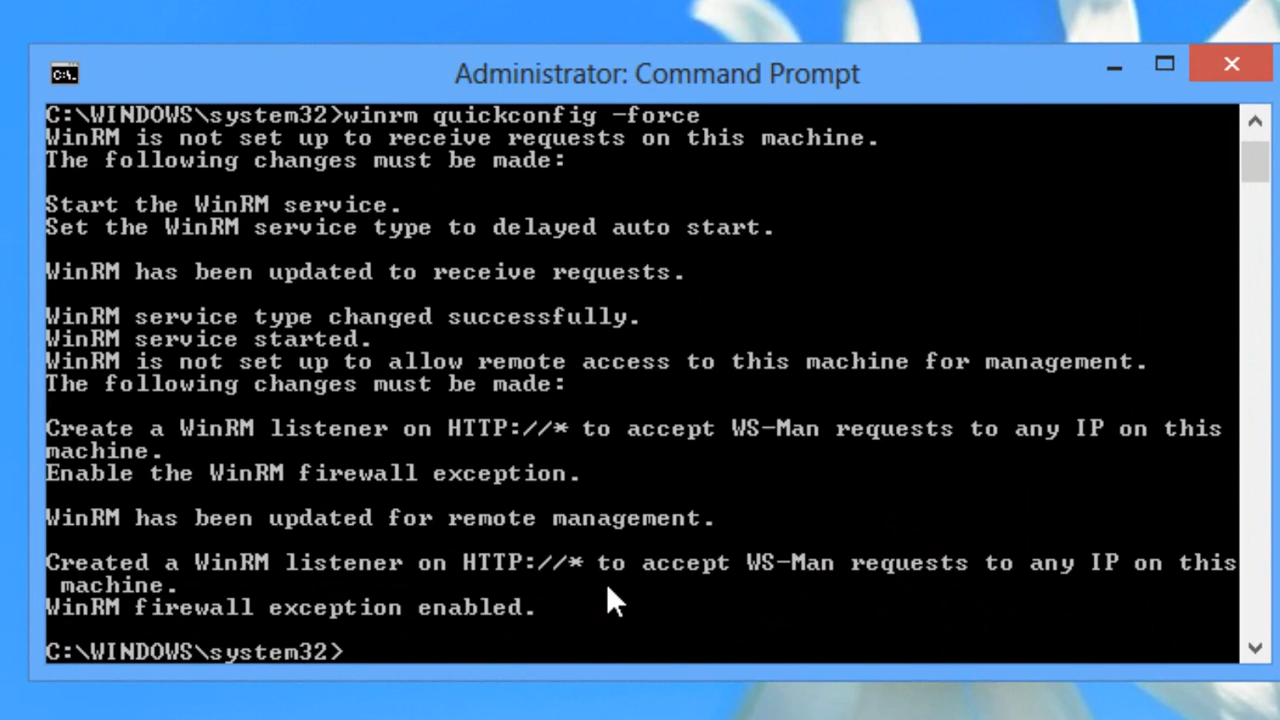 Administrator: Command Prompt
C:\WINDOWS\system32>winrm quickconfig -force
WinRM is not set up to receive requests on this machine.
The following changes must be made:
Start the WinRM service.
Set the WinRM service type to delayed auto start.
WinRM has been updated to receive requests.
WinRM service type changed successfully.
WinRM service started.
WinRM is not set up to allow remote access to this machine for management.
The following changes must be made:
Create a WinRM listener on HTTP://* to accept WS-Man requests to any IP on this
machine.
Enable the WinRM firewall exception.
WinRM has been updated for remote management.
Created a WinRM listener on HTTP://* to accept WS-Man requests to any IP on this
machine.
WinRM firewall exception enabled.
C:\WINDOWS\system32>